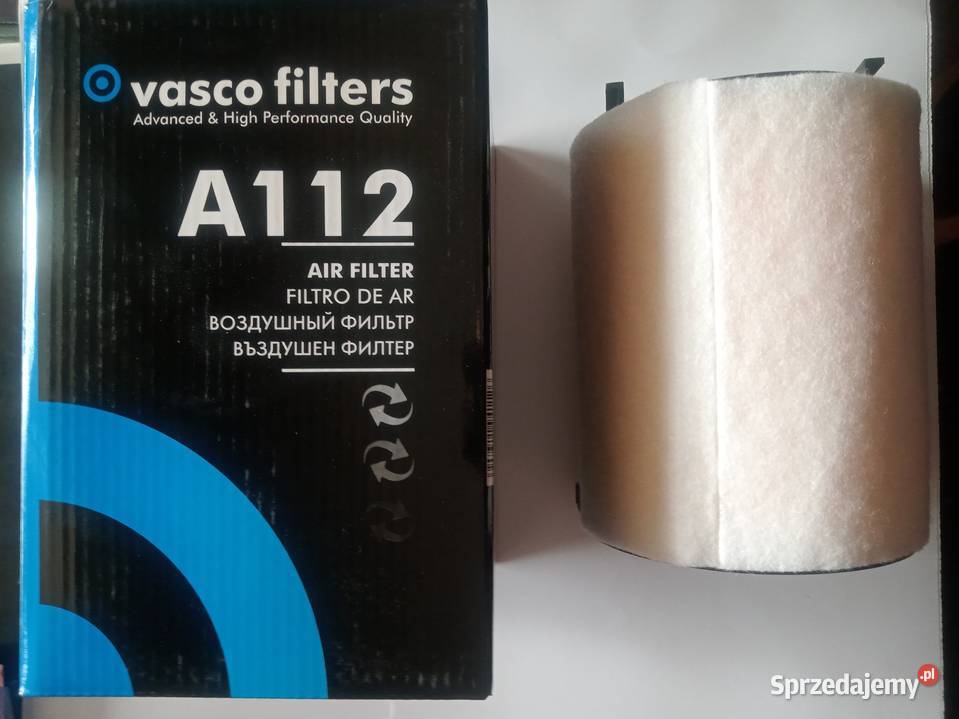 vasco filters
Advanced & High Performance Quality
A112
AIR FILTER
FILTRO DE AR
ВОЗДУШНЫЙ ФИЛЬТР
ВЪЗДУШЕН ФИЛТЕР
Sprzedajemy.pl